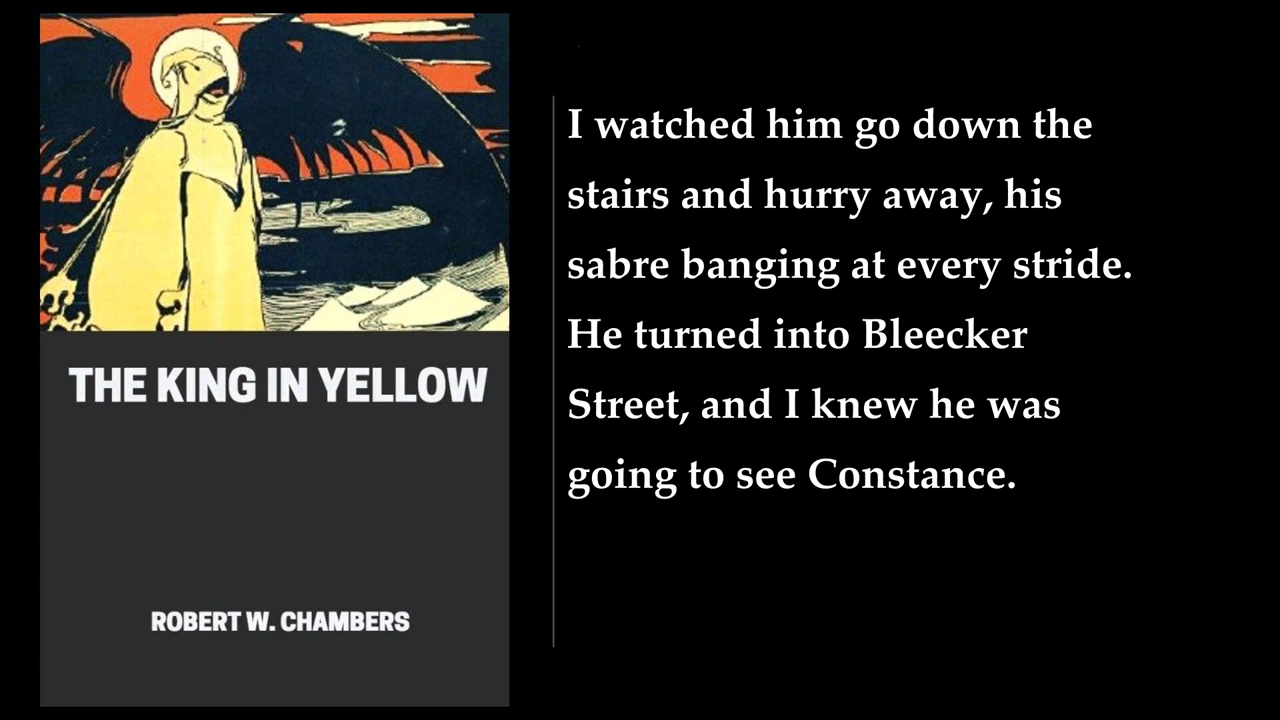 THE KING IN YELLOW
ROBERT W. CHAMBERS
I watched him go down the
stairs and hurry away, his
sabre banging at every stride.
He turned into Bleecker
Street, and I knew he was
going to see Constance.